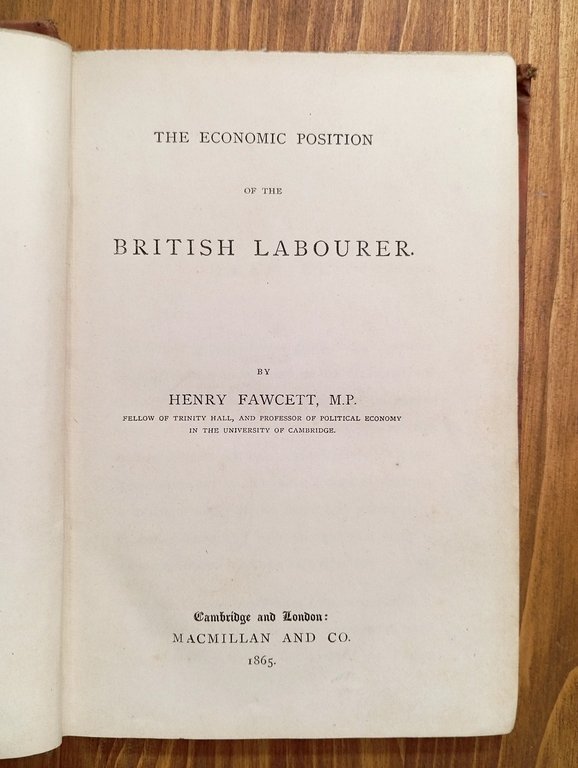 THE ECONOMIC POSITION
OF THE
BRITISH LABOURER.
BY
HENRY FAWCETT, M.P.
FELLOW OF TRINITY HALL, AND PROFESSOR OF POLITICAL ECONOMY
IN THE UNIVERSITY OF CAMBRIDGE.
Cambridge and London:
MACMILLAN AND CO.
1865.